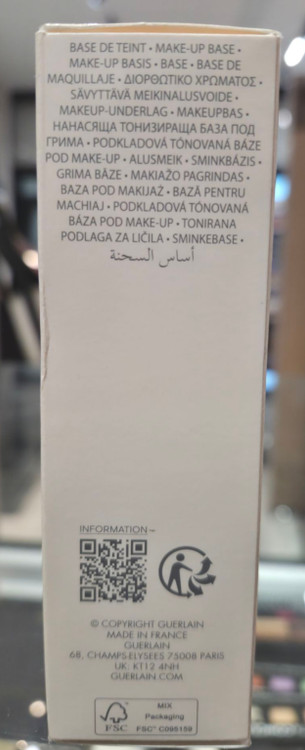 BASE DE TEINT • MAKE-UP BASE •
MAKE-UP BASIS • BASE • BASE DE
MAQUILLAJE • ΔΙΟΡΘΩΤΙΚΟ ΧΡΩΜΑΤΟΣ •
SÄVYTTÄVÄ MEIKINALUSVOIDE •
MAKEUP-UNDERLAG • MAKEUPBAS •
НАНАСЯЩА ТОНИЗИРАЩА БАЗА ПОД
ГРИМА • PODKLADOVÁ TÓNOVANÁ BÁZE
POD MAKE-UP • ALUSMEIK • SMINKBÁZIS •
GRIMA BĀZE • MAKIAŽO PAGRINDAS •
BAZA POD MAKIJAŻ • BAZĂ PENTRU
MACHIAJ • PODKLADOVÁ TÓNOVANÁ
BÁZA POD MAKE-UP • TONIRANA
PODLAGA ZA LIČILA • SMINKEBASE •
أساس السحنة
INFORMATION
© COPYRIGHT GUERLAIN
MADE IN FRANCE
GUERLAIN
68, CHAMPS-ELYSEES 75008 PARIS
UK: KT12 4NH
GUERLAIN.COM
FSC
MIX
Packaging
FSC® C095159